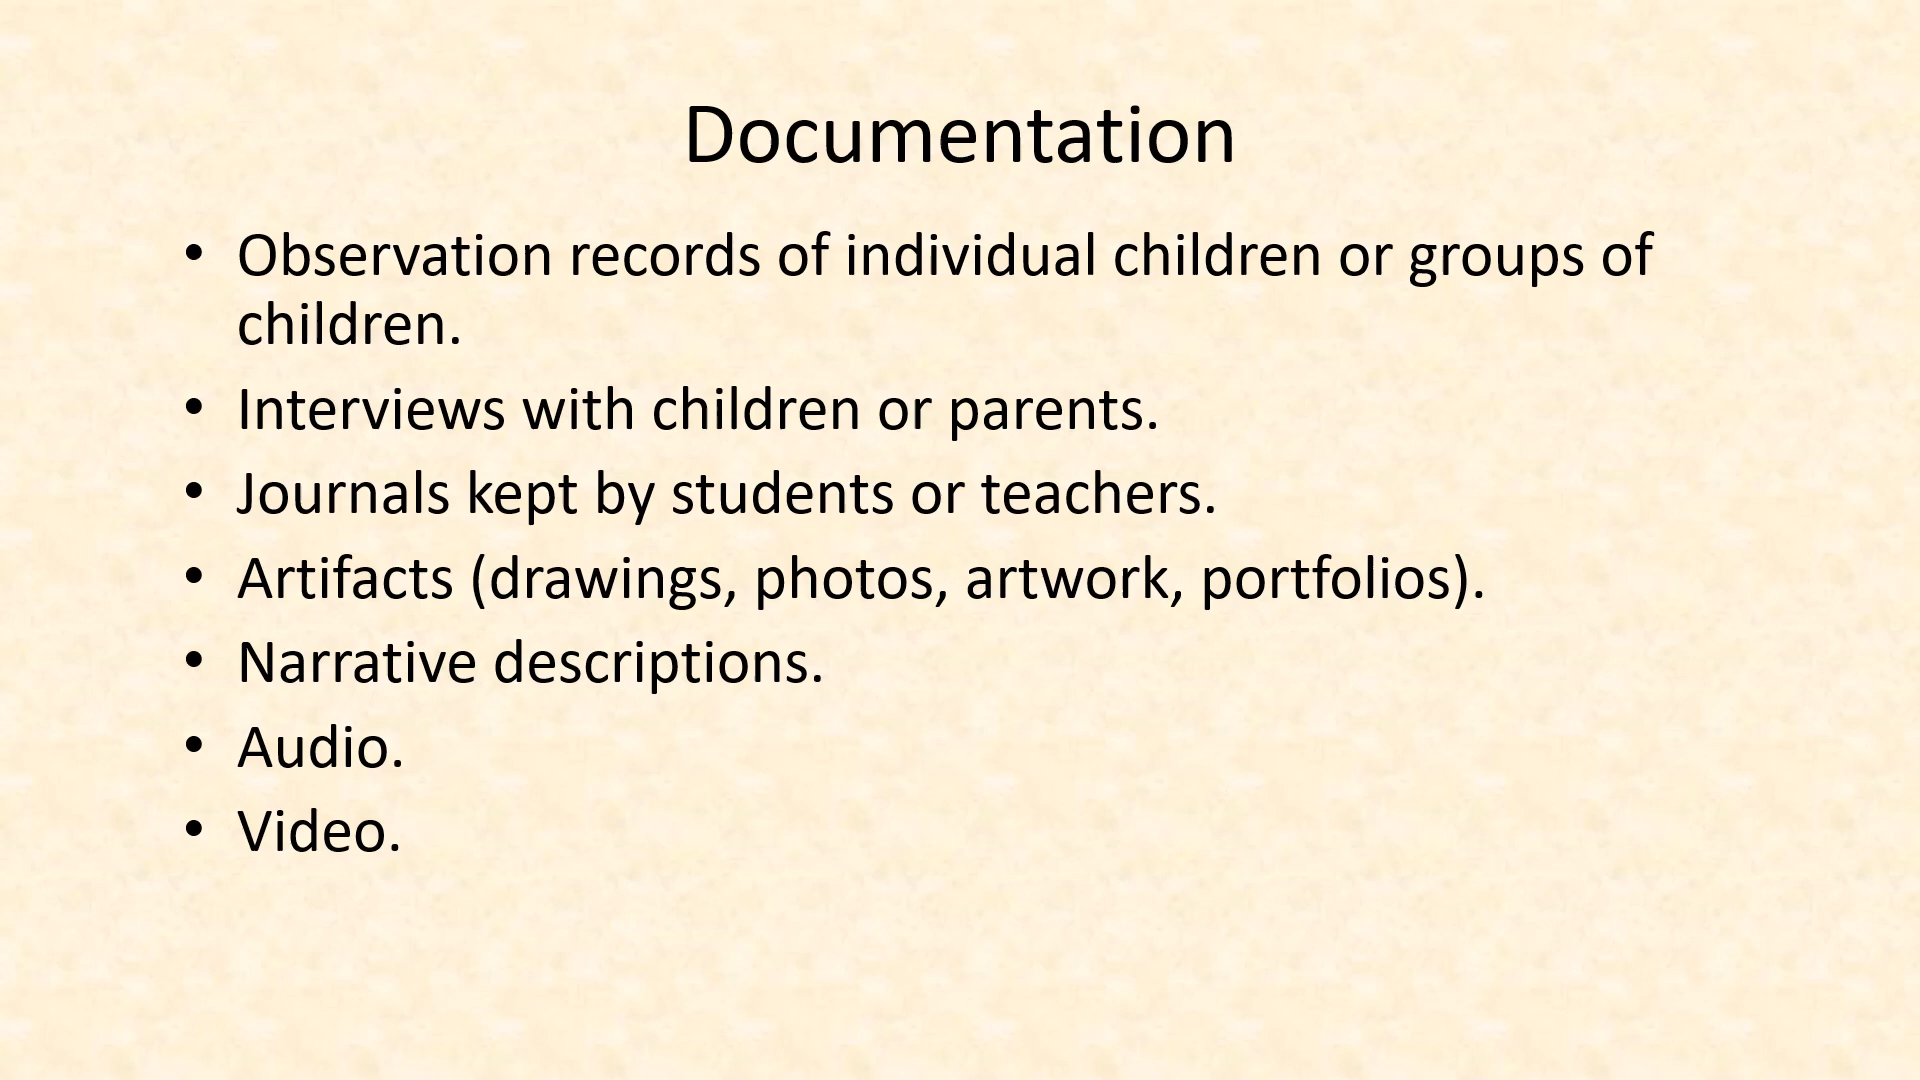 Documentation
• Observation records of individual children or groups of
children.
• Interviews with children or parents.
• Journals kept by students or teachers.
• Artifacts (drawings, photos, artwork, portfolios).
• Narrative descriptions.
• Audio.
• Video.